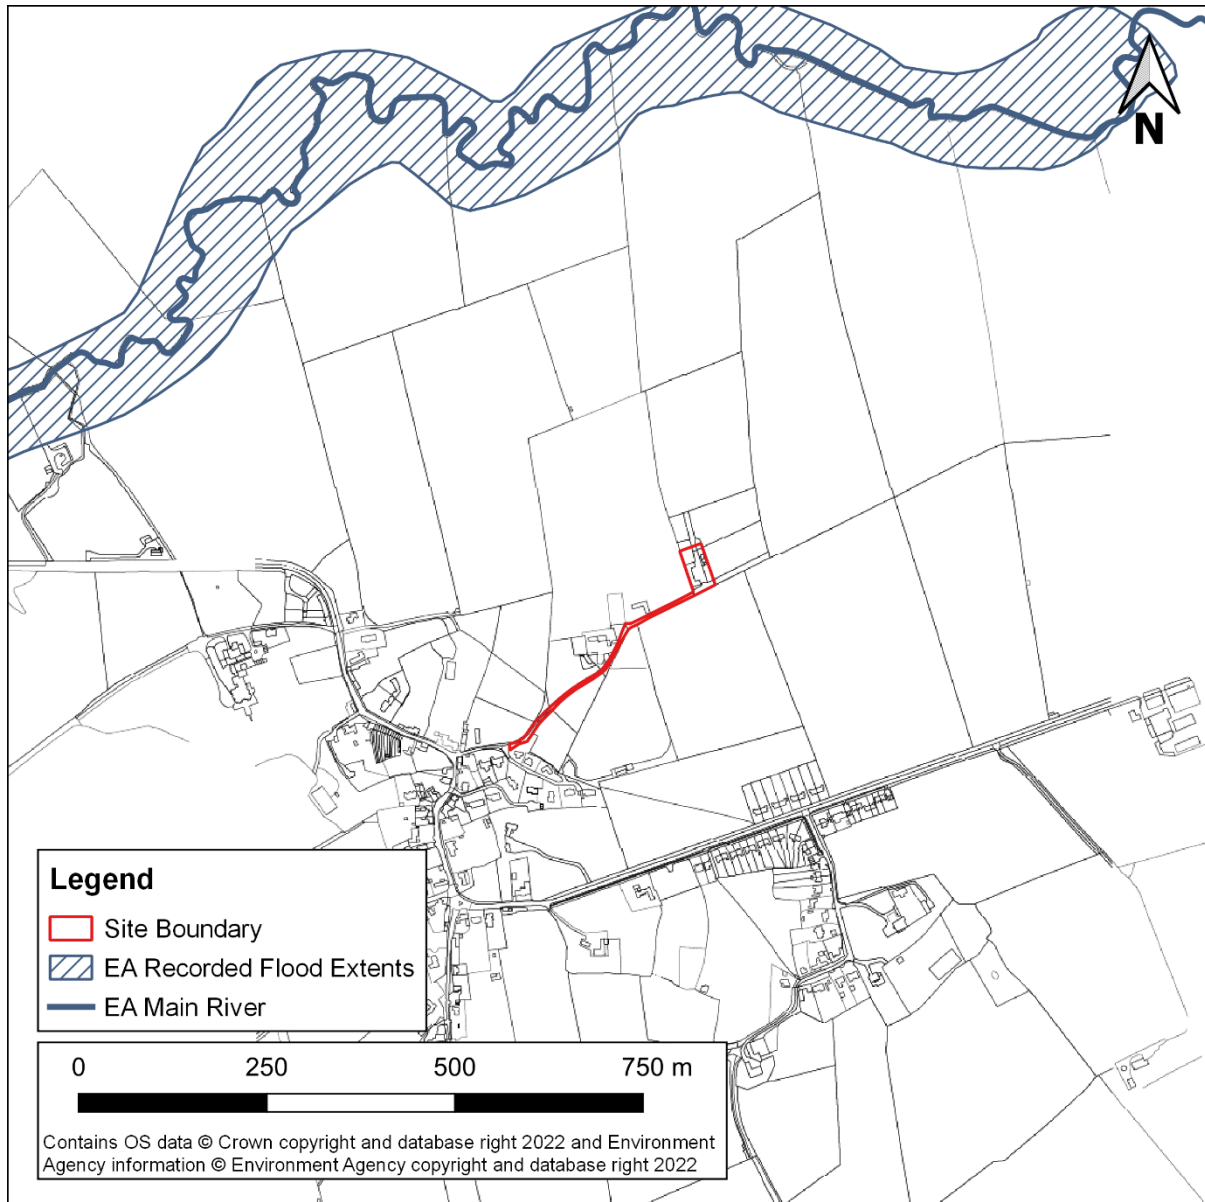 N
Legend
Site Boundary
EA Recorded Flood Extents
EA Main River
0 250 500 750 m
Contains OS data © Crown copyright and database right 2022 and Environment
Agency information © Environment Agency copyright and database right 2022